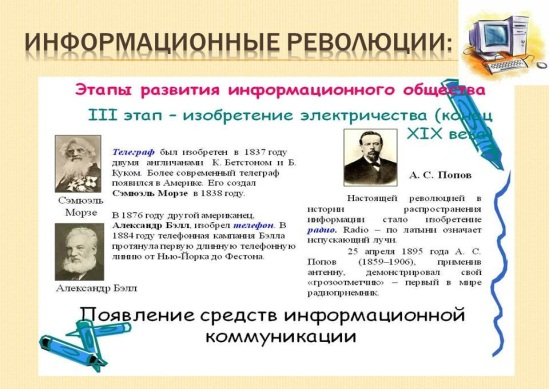 ИНФОРМАЦИОННЫЕ РЕВОЛЮЦИИ:
Этапы развития информационного общества
III этап – изобретение электричества (конец
XIX века)
Телеграф был изобретен в 1837 году
двумя англичанами К. Бетстоном и Б.
Куком. Более современный телеграф
появился в Америке. Его создал
Сэмюэль Морзе в 1838 году.
Сэмюэль
Морзе
В 1876 году другой американец,
Александр Бэлл, изобрел телефон. В
1884 году телефонная кампания Бэлла
протянула первую длинную телефонную
линию от Нью-Йорка до Фестона.
Александр Бэлл
А. С. Попов
Настоящей революцией в
истории распространения
информации стало изобретение
радио. Radio – по латыни означает
испускающий лучи.
25 апреля 1895 года А. С.
Попов (1859–1906), применив
антенну, демонстрировал свой
«грозоотметчик» – первый в мире
радиоприемник.
Появление средств информационной
коммуникации